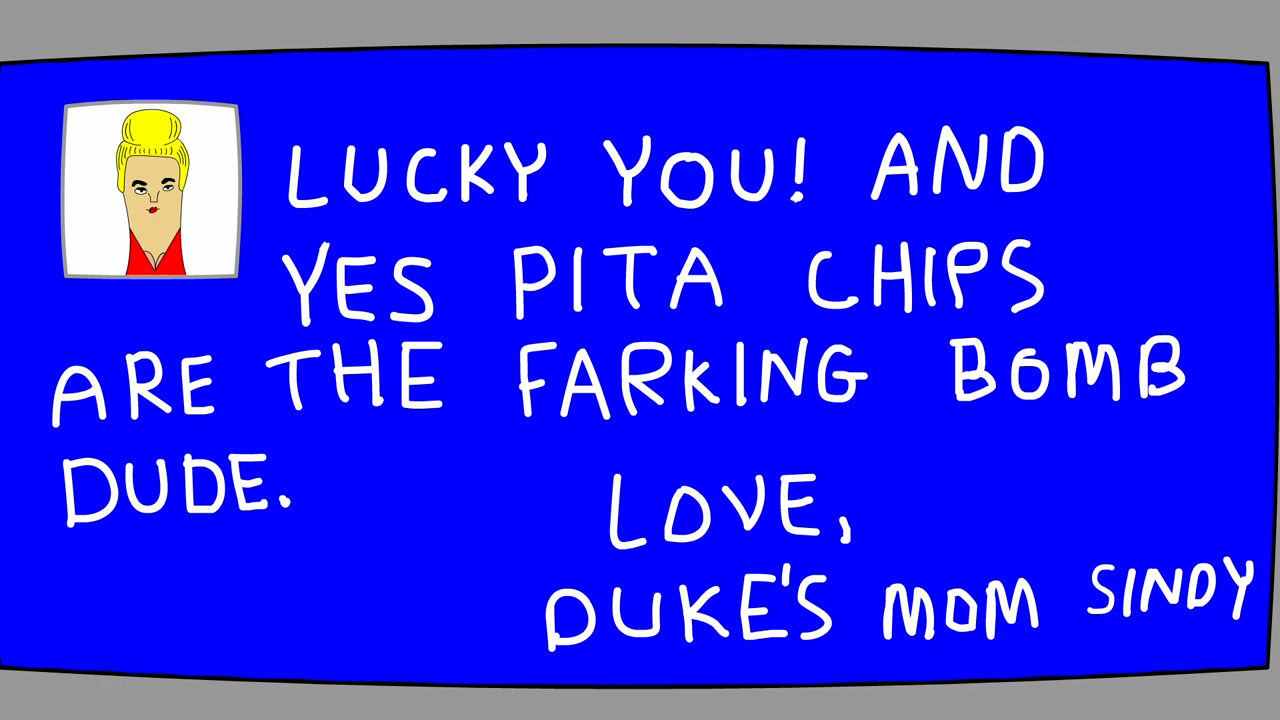 LUCKY YOU! AND
YES PITA CHIPS
ARE THE FARKING BOMB
DUDE.
LOVE,
DUKE'S MOM SINDY